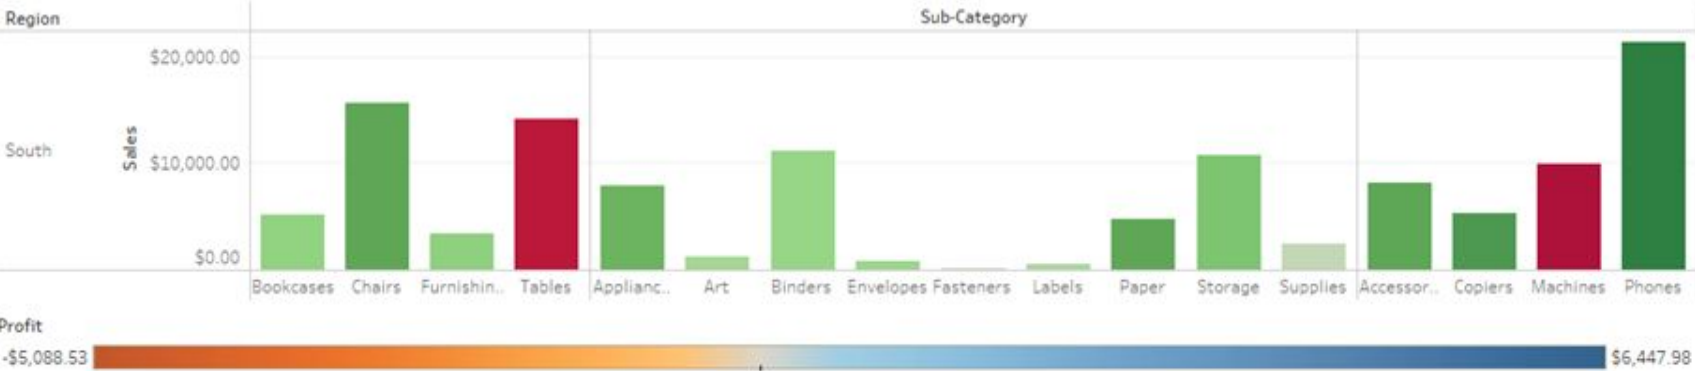 Region
Sub-Category
$20,000.00
South
Sales
$10,000.00
$0.00
Bookcases Chairs Furnishin.. Tables Applianc.. Art Binders Envelopes Fasteners Labels Paper Storage Supplies Accessor.. Copiers Machines Phones
Profit
-$5,088.53 $6,447.98